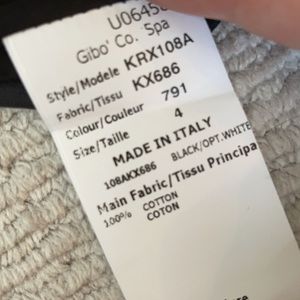 U0645
Gibo' Co. Spa
Style/Modele KRX108A
Fabric/Tissu KX686
Colour/Couleur 791
Size/Taille 4
MADE IN ITALY
108AKX686 BLACK/OPT.WHITE
Main Fabric/Tissu Principa
100% COTTON
COTON